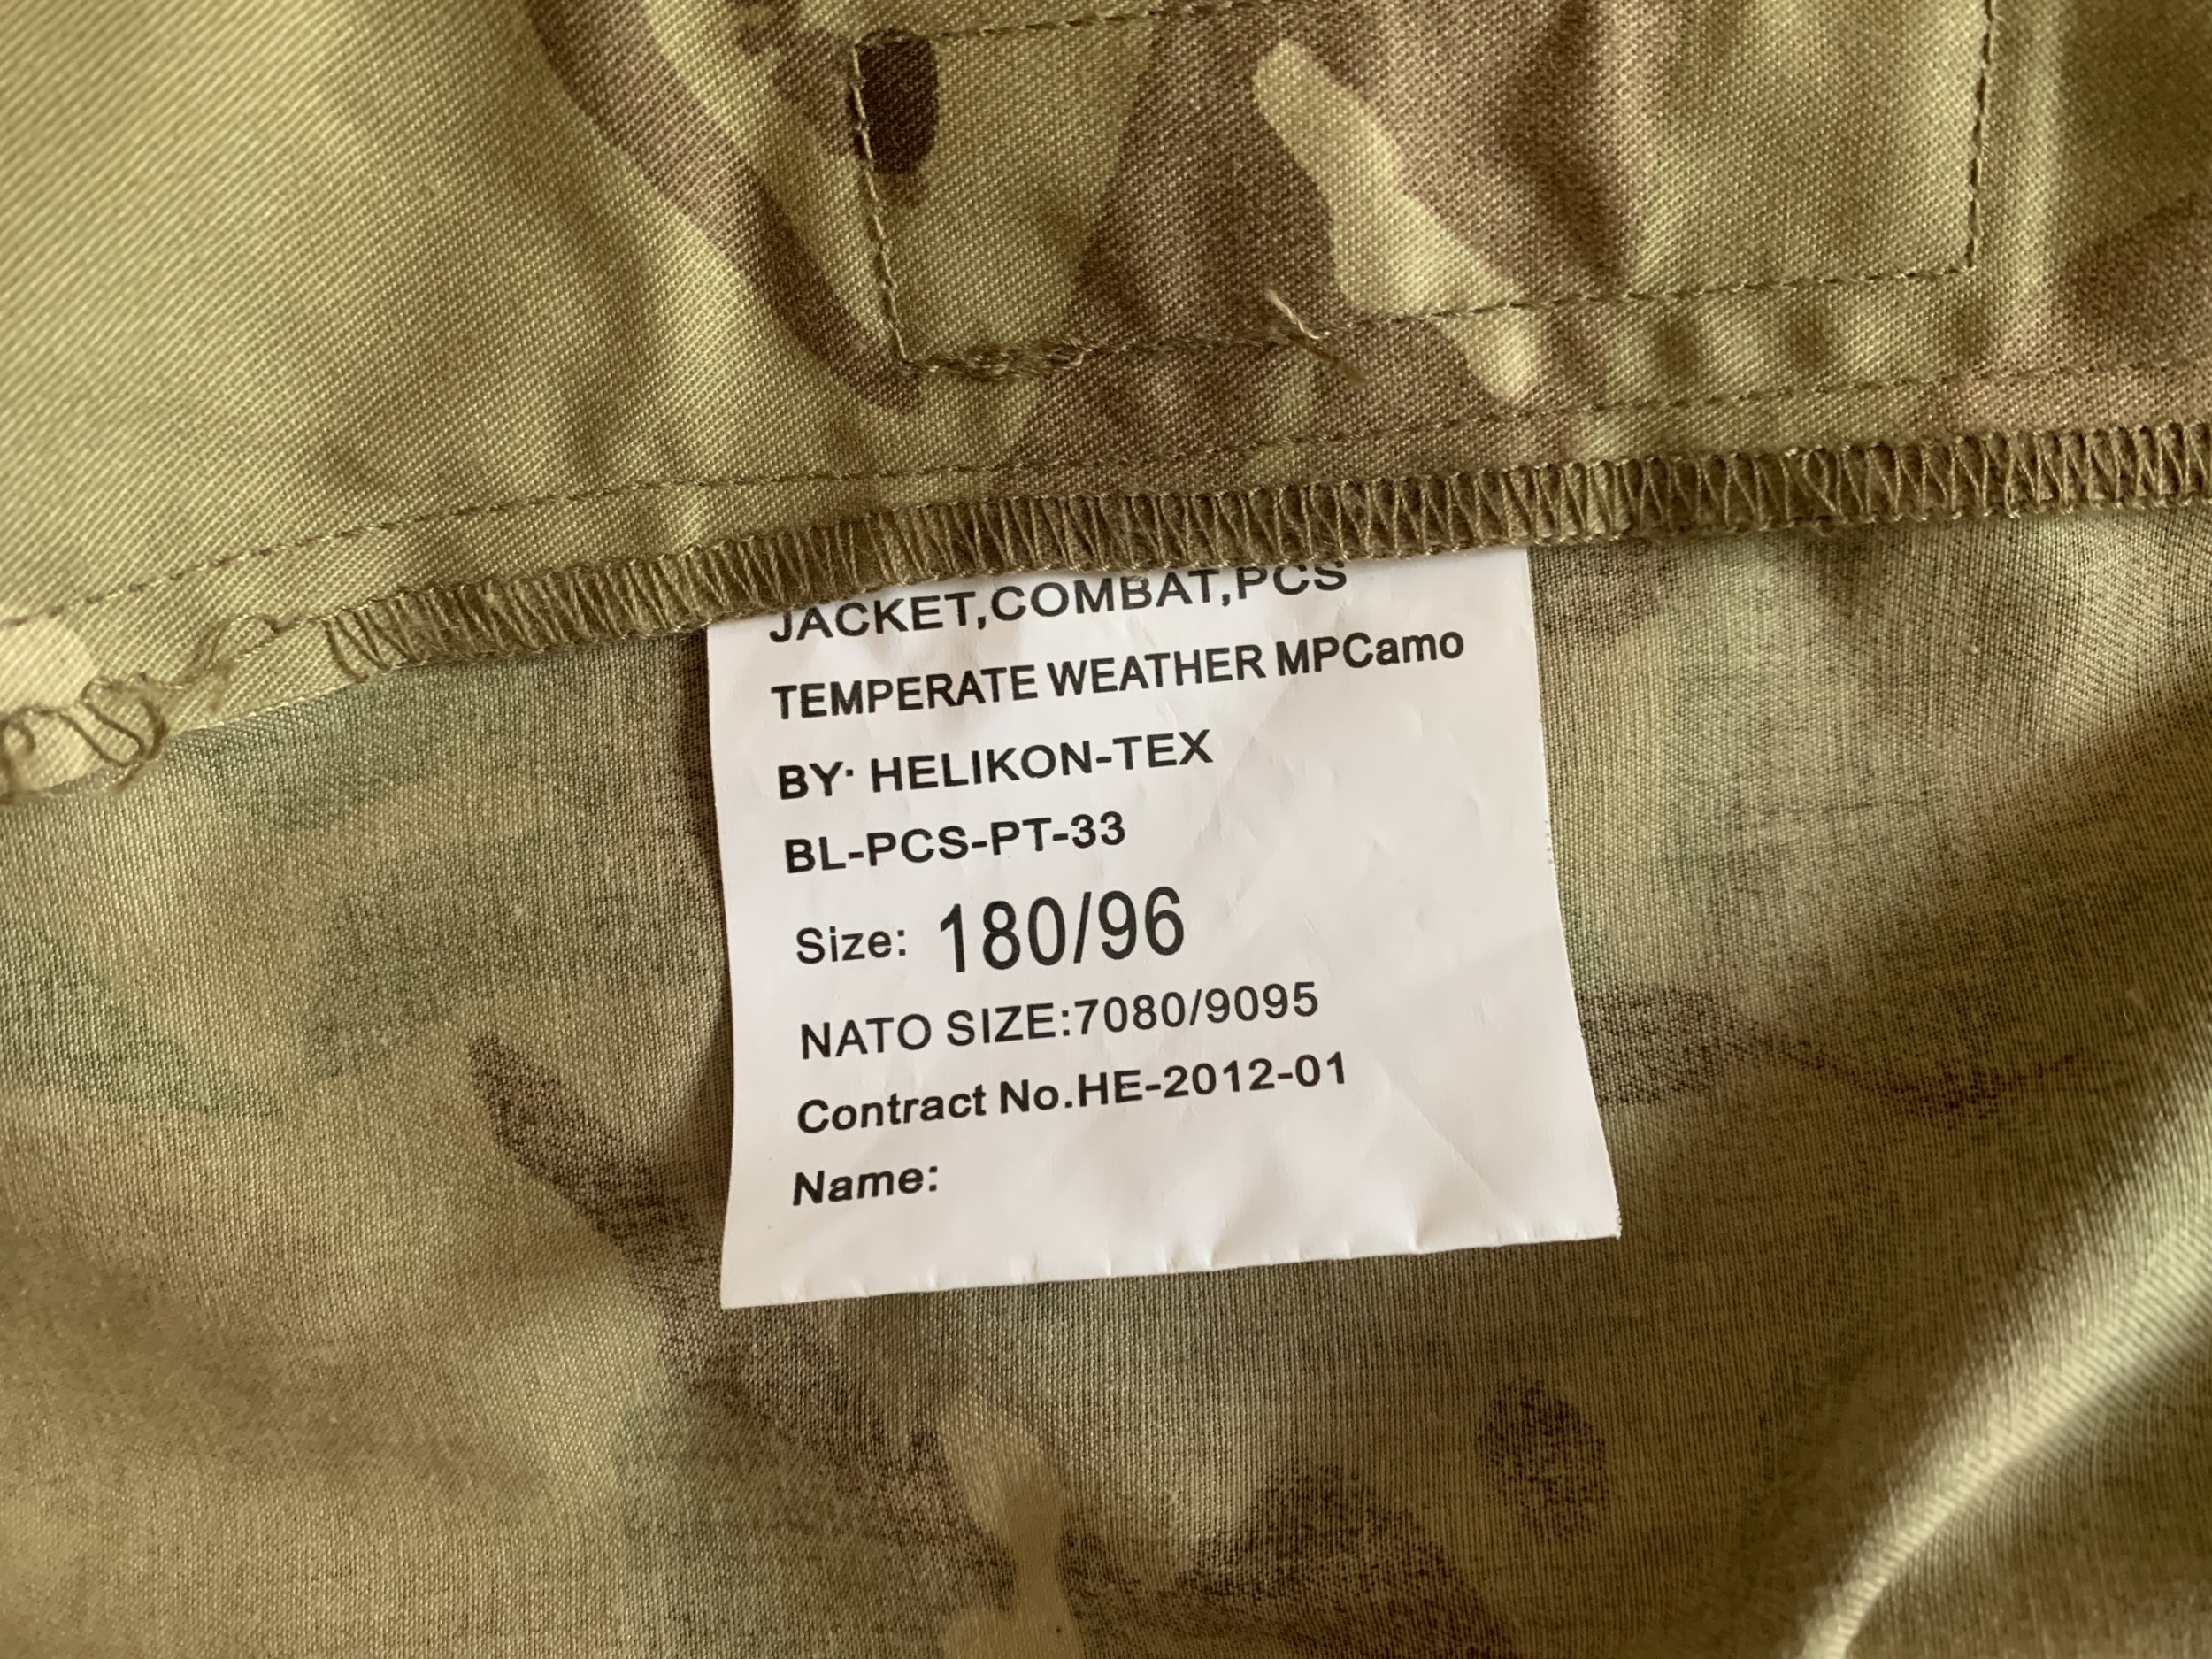 JACKET,COMBAT,PCS
TEMPERATE WEATHER MPCamo
BY: HELIKON-TEX
BL-PCS-PT-33
Size: 180/96
NATO SIZE:7080/9095
Contract No.HE-2012-01
Name: